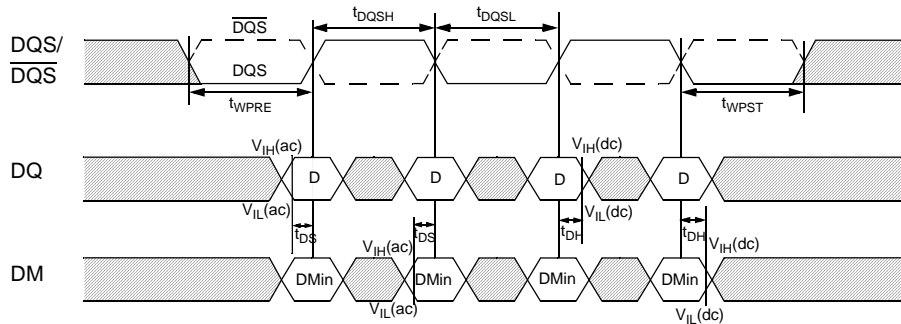 DQS/
DQS
DQS
DQS
tDQSH
tDQSL
tWPRE
tWPST
DQ
VIH(ac)
VIL(ac)
D
D
D
D
VIH(dc)
VIL(dc)
tDS
tDS
tDH
tDH
DM
VIH(ac)
VIL(ac)
DMin
DMin
DMin
DMin
VIH(dc)
VIL(dc)